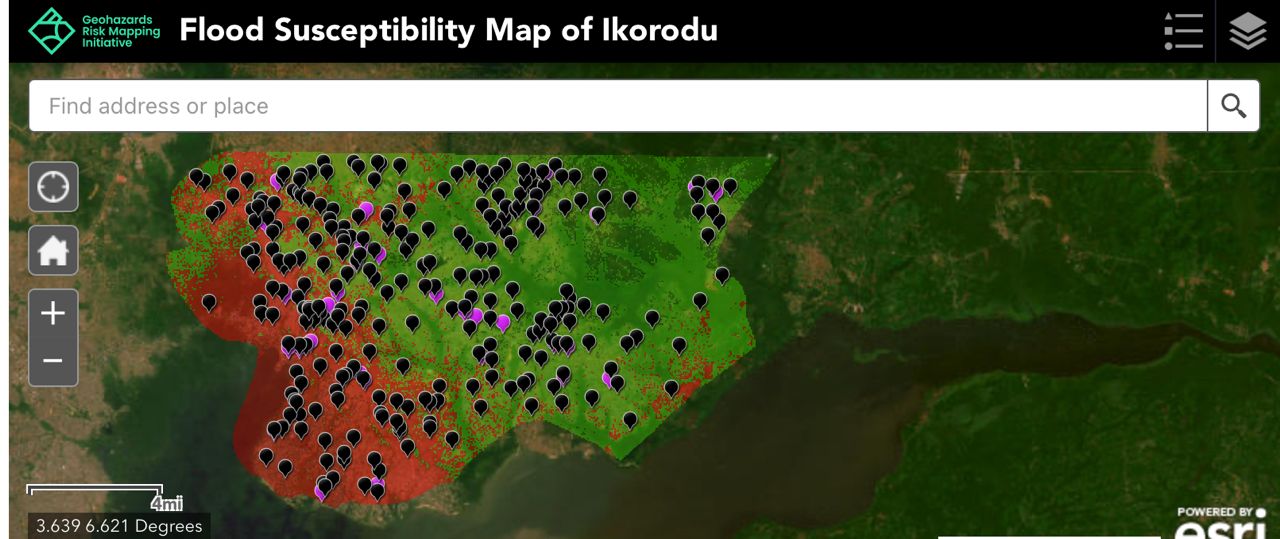 Geohazards
Risk Mapping
Initiative
Flood Susceptibility Map of Ikorodu
Find address or place
+
−
4mi
3.639 6.621 Degrees
POWERED BY
esri